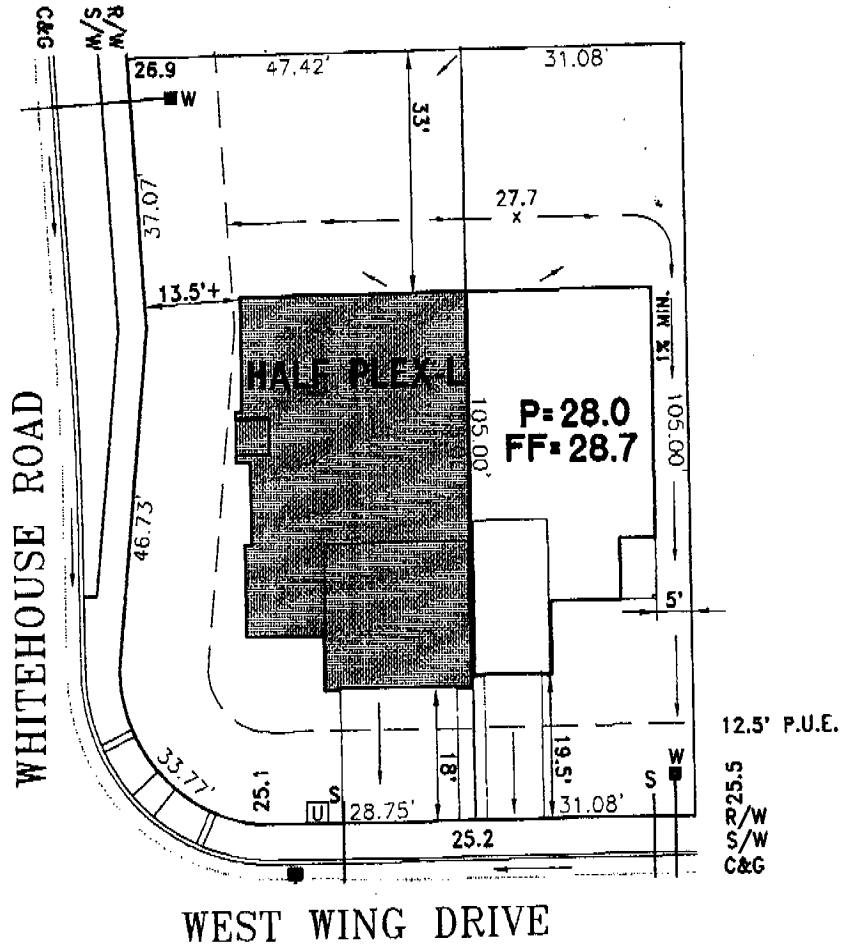 C&G
S/W
R/W
26.9
47.42'
31.08'
W
33'
37.07'
27.7
x
13.5'+
1% MIN.
HALF PLEX-L
P=28.0
FF=28.7
105.00'
105.00'
WHITEHOUSE ROAD
46.73'
5'
12.5' P.U.E.
33.77'
25.1
18'
19.5'
W
S
S
U
28.75'
31.08'
25.5
R/W
S/W
C&G
25.2
WEST WING DRIVE